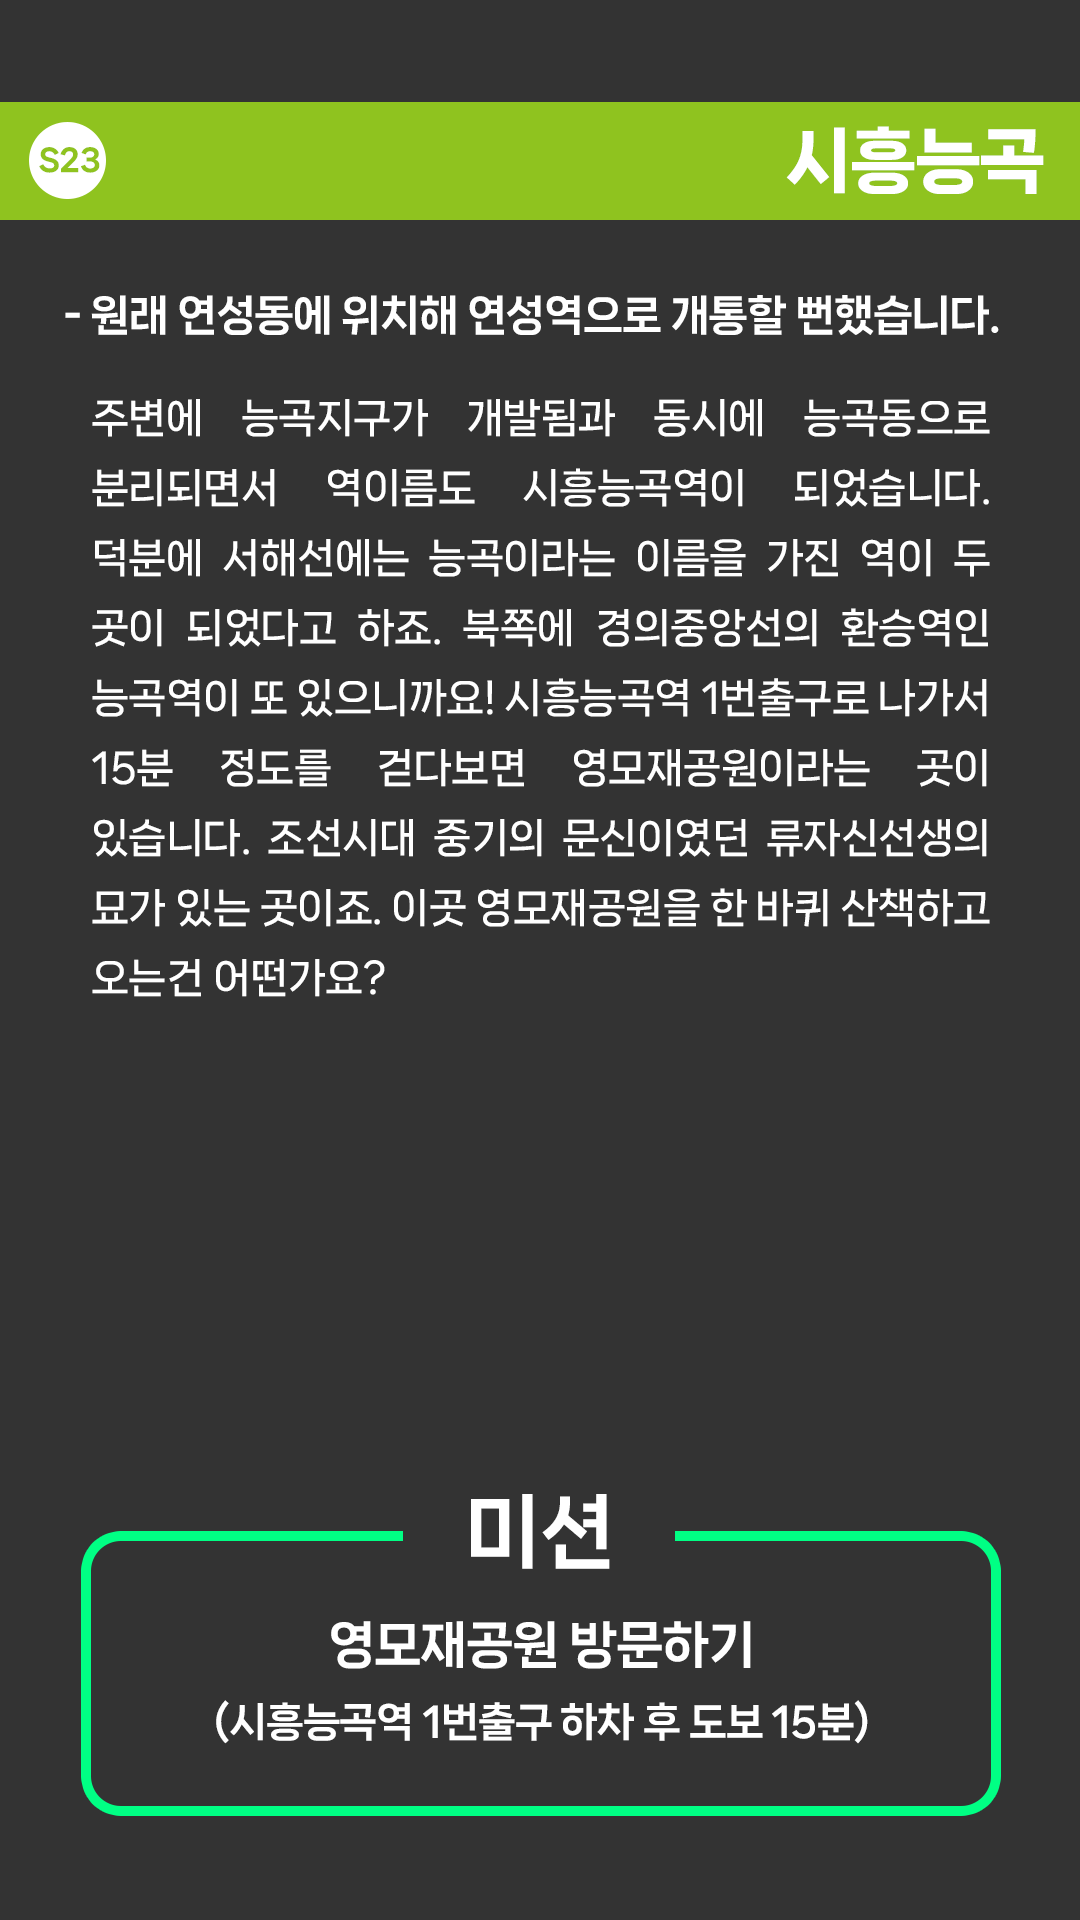 S23
시흥능곡
- 원래 연성동에 위치해 연성역으로 개통할 뻔했습니다.
주변에 능곡지구가 개발됨과 동시에 능곡동으로
분리되면서 역이름도 시흥능곡역이 되었습니다.
덕분에 서해선에는 능곡이라는 이름을 가진 역이 두
곳이 되었다고 하죠. 북쪽에 경의중앙선의 환승역인
능곡역이 또 있으니까요! 시흥능곡역 1번출구로 나가서
15분 정도를 걷다보면 영모재공원이라는 곳이
있습니다. 조선시대 중기의 문신이였던 류자신선생의
묘가 있는 곳이죠. 이곳 영모재공원을 한 바퀴 산책하고
오는건 어떤가요?
미션
영모재공원 방문하기
(시흥능곡역 1번출구 하차 후 도보 15분)